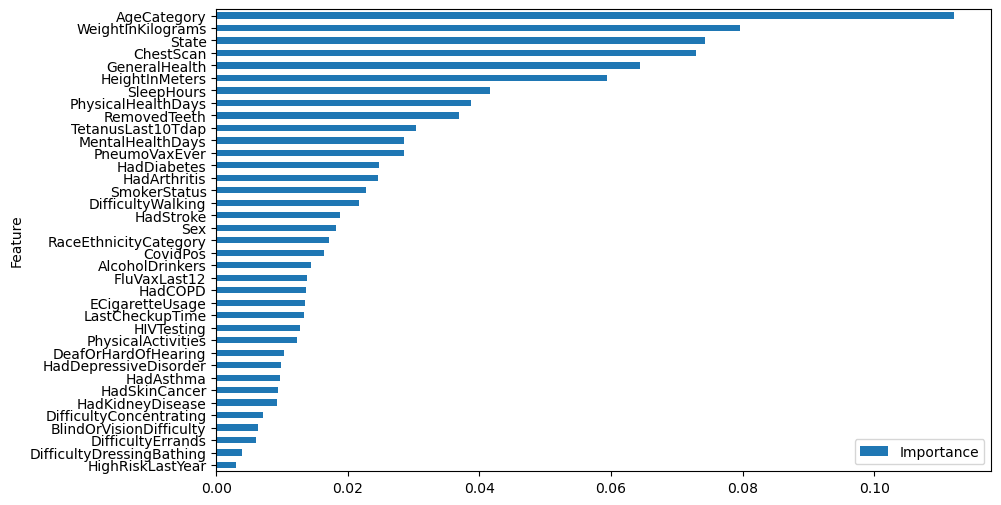 AgeCategory
WeightInKilograms
State
ChestScan
GeneralHealth
HeightInMeters
SleepHours
PhysicalHealthDays
RemovedTeeth
TetanusLast10Tdap
MentalHealthDays
PneumoVaxEver
HadDiabetes
HadArthritis
SmokerStatus
DifficultyWalking
HadStroke
Sex
RaceEthnicityCategory
CovidPos
AlcoholDrinkers
FluVaxLast12
HadCOPD
ECigaretteUsage
LastCheckupTime
HIVTesting
PhysicalActivities
DeafOrHardOfHearing
HadDepressiveDisorder
HadAsthma
HadSkinCancer
HadKidneyDisease
DifficultyConcentrating
BlindOrVisionDifficulty
DifficultyErrands
DifficultyDressingBathing
HighRiskLastYear
Feature
Importance
0.00 0.02 0.04 0.06 0.08 0.10